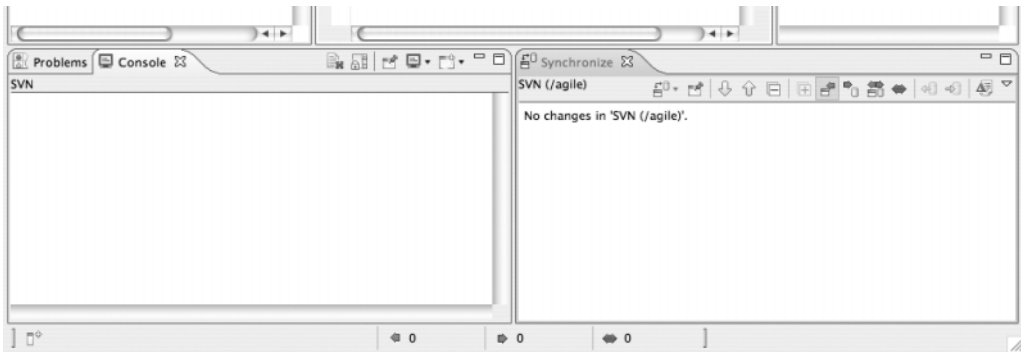 Problems Console
SVN
Synchronize
SVN (/agile)
No changes in 'SVN (/agile)'.
0 0 0